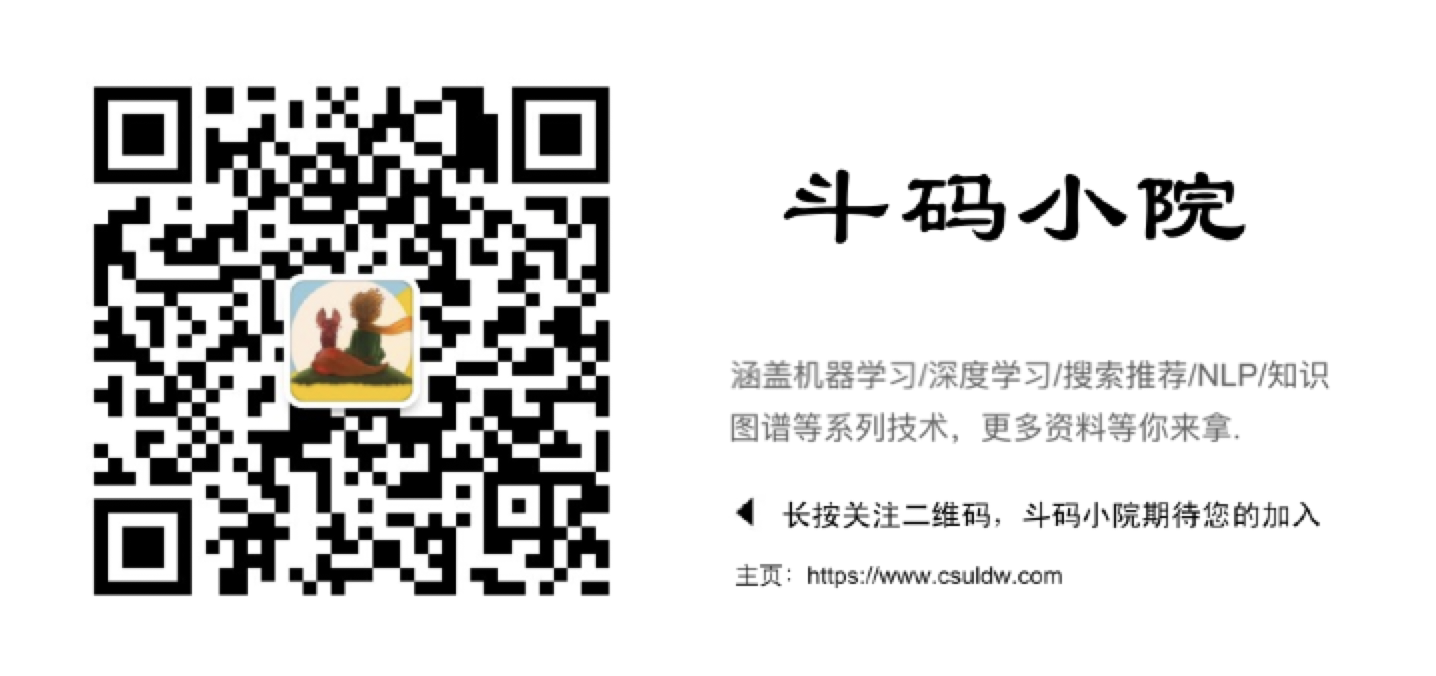 斗码小院
涵盖机器学习/深度学习/搜索推荐/NLP/知识
图谱等系列技术，更多资料等你来拿.
长按关注二维码，斗码小院期待您的加入
主页：https://www.csuldw.com